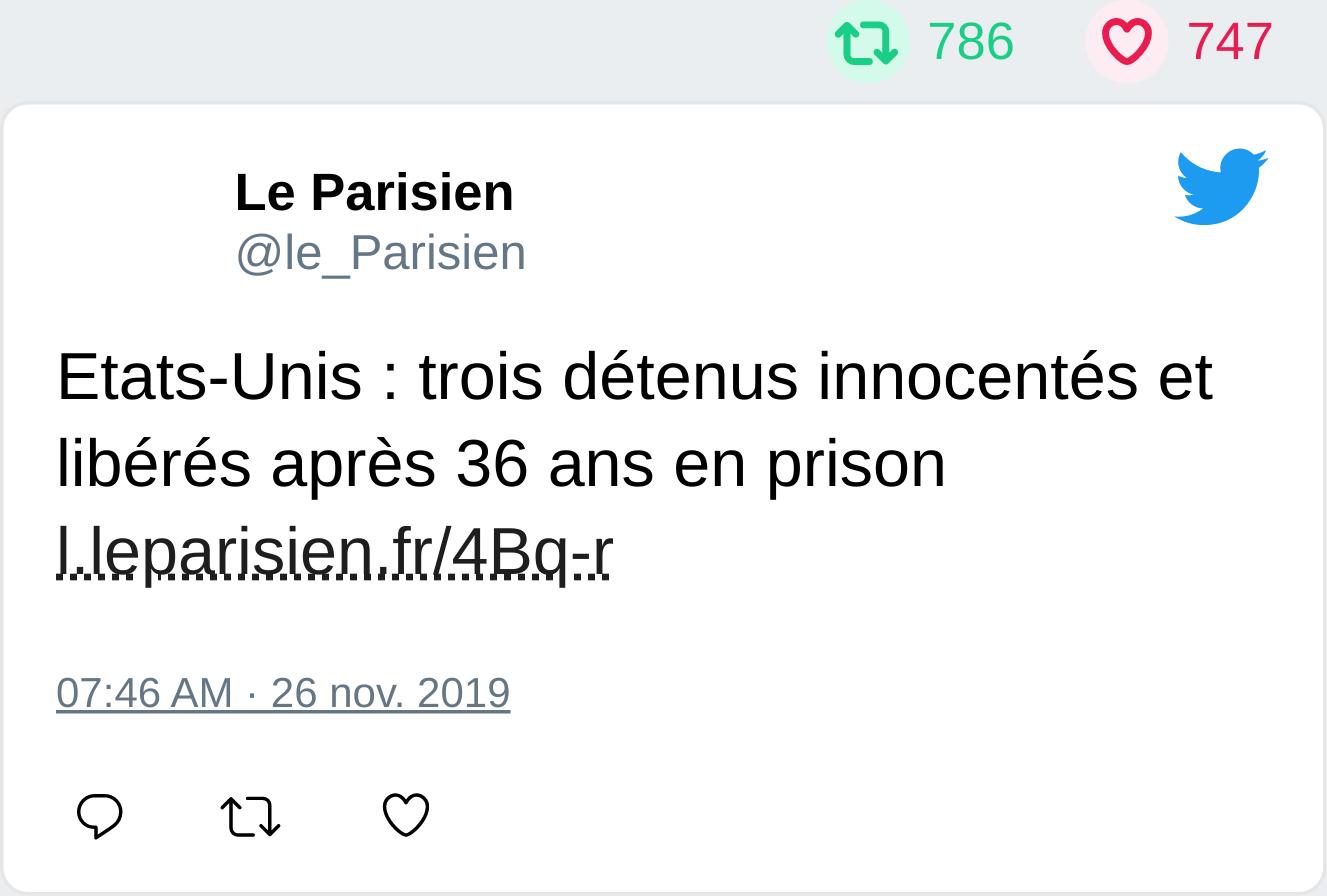 786 747
Le Parisien
@le_Parisien
Etats-Unis : trois détenus innocentés et
libérés après 36 ans en prison
l.leparisien.fr/4Bq-r
07:46 AM · 26 nov. 2019